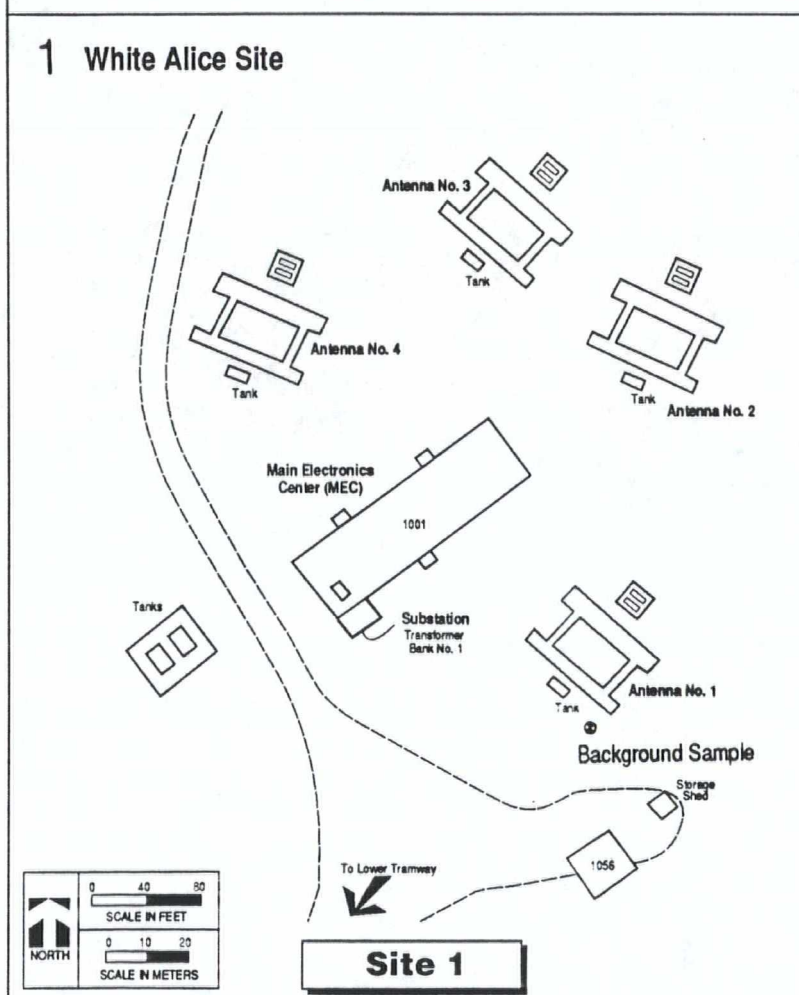 1 White Alice Site
Antenna No. 3
Tank
Antenna No. 4
Tank
Tank
Antenna No. 2
Main Electronics
Center (MEC)
1001
Tanks
Substation
Transformer
Bank No. 1
Antenna No. 1
Tank
Background Sample
Storage
Shed
1056
To Lower Tramway
0 40 80
SCALE IN FEET
0 10 20
SCALE IN METERS
NORTH
Site 1